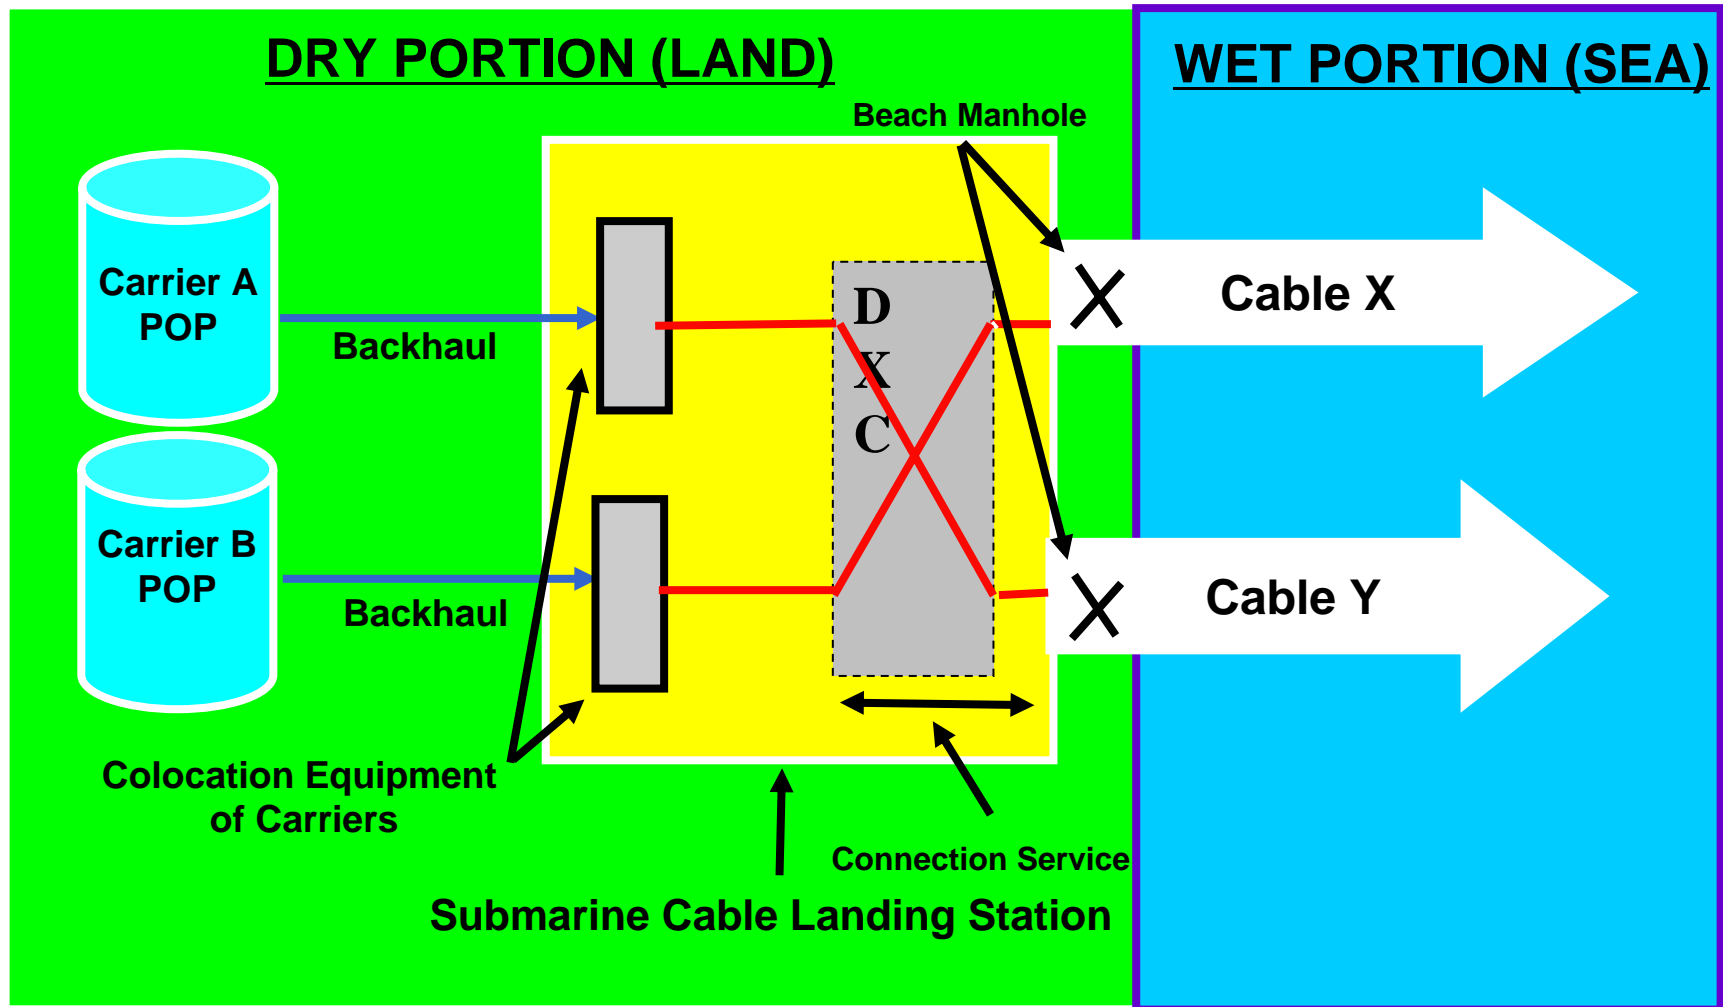 DRY PORTION (LAND)
WET PORTION (SEA)
Beach Manhole
Carrier A
POP
Backhaul
D
X
C
Cable X
Carrier B
POP
Backhaul
Cable Y
Colocation Equipment
of Carriers
Connection Service
Submarine Cable Landing Station